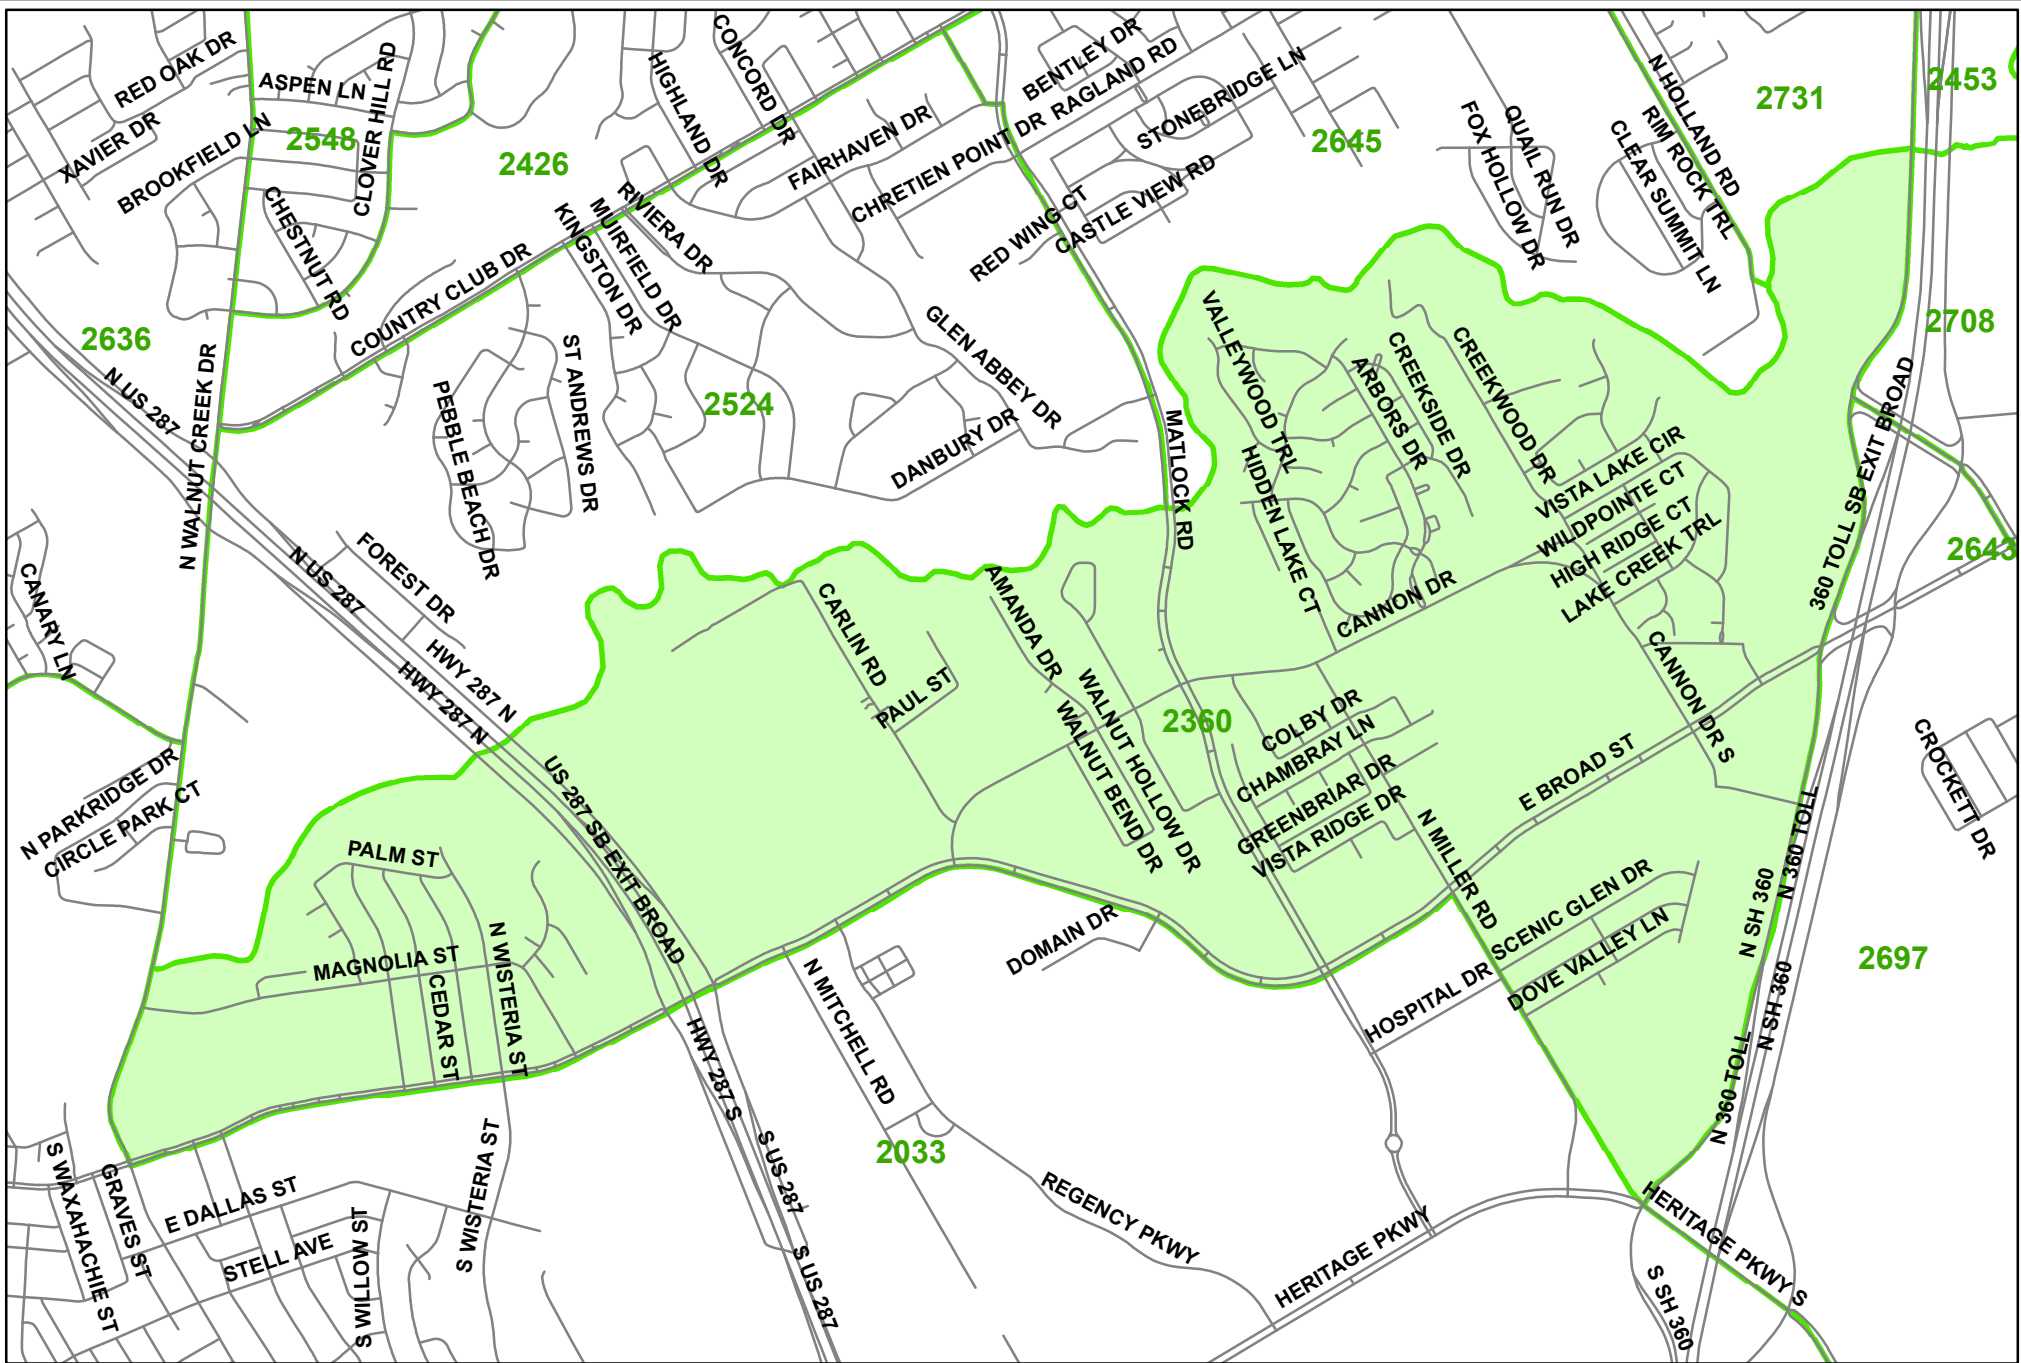 RED OAK DR
ASPEN LN
CLOVER HILL RD
CONCORD DR
HIGHLAND DR
BENTLEY DR
RAGLAND RD
STONEBRIDGE LN
N HOLLAND RD
2731
2453
XAVIER DR
BROOKFIELD LN
2548
2426
FAIRHAVEN DR
CHRETIEN POINT DR
2645
FOX HOLLOW DR
QUAIL RUN DR
RIM ROCK TRL
CLEAR SUMMIT LN
CHESTNUT RD
COUNTRY CLUB DR
KINGSTON DR
MUIRFIELD DR
RIVIERA DR
RED WING CT
CASTLE VIEW RD
2636
N US 287
N WALNUT CREEK DR
PEBBLE BEACH DR
ST ANDREWS DR
2524
GLEN ABBEY DR
DANBURY DR
MATLOCK RD
VALLEYWOOD TRL
HIDDEN LAKE CT
ARBORS DR
CREEKSIDE DR
CREEKWOOD DR
VISTA LAKE CIR
WILDPOINTE CT
HIGH RIDGE CT
LAKE CREEK TRL
360 TOLL SB EXIT BROAD
2708
2643
CANARY LN
N US 287
FOREST DR
HWY 287 N
HWY 287 N
CARLIN RD
PAUL ST
AMANDA DR
WALNUT HOLLOW DR
WALNUT BEND DR
CANNON DR
2360
COLBY DR
CHAMBRAY LN
GREENBRIAR DR
VISTA RIDGE DR
CANNON DR S
E BROAD ST
CROCKETT DR
N PARKRIDGE DR
CIRCLE PARK CT
US 287 SB EXIT BROAD
PALM ST
MAGNOLIA ST
CEDAR ST
N WISTERIA ST
N MILLER RD
N 360 TOLL
N SH 360
SCENIC GLEN DR
DOVE VALLEY LN
HOSPITAL DR
DOMAIN DR
2697
N MITCHELL RD
HWY 287 S
N SH 360
N 360 TOLL
S US 287
2033
S WAXAHACHIE ST
GRAVES ST
E DALLAS ST
STELL AVE
S WILLOW ST
S WISTERIA ST
S US 287
REGENCY PKWY
HERITAGE PKWY
HERITAGE PKWY S
S SH 360